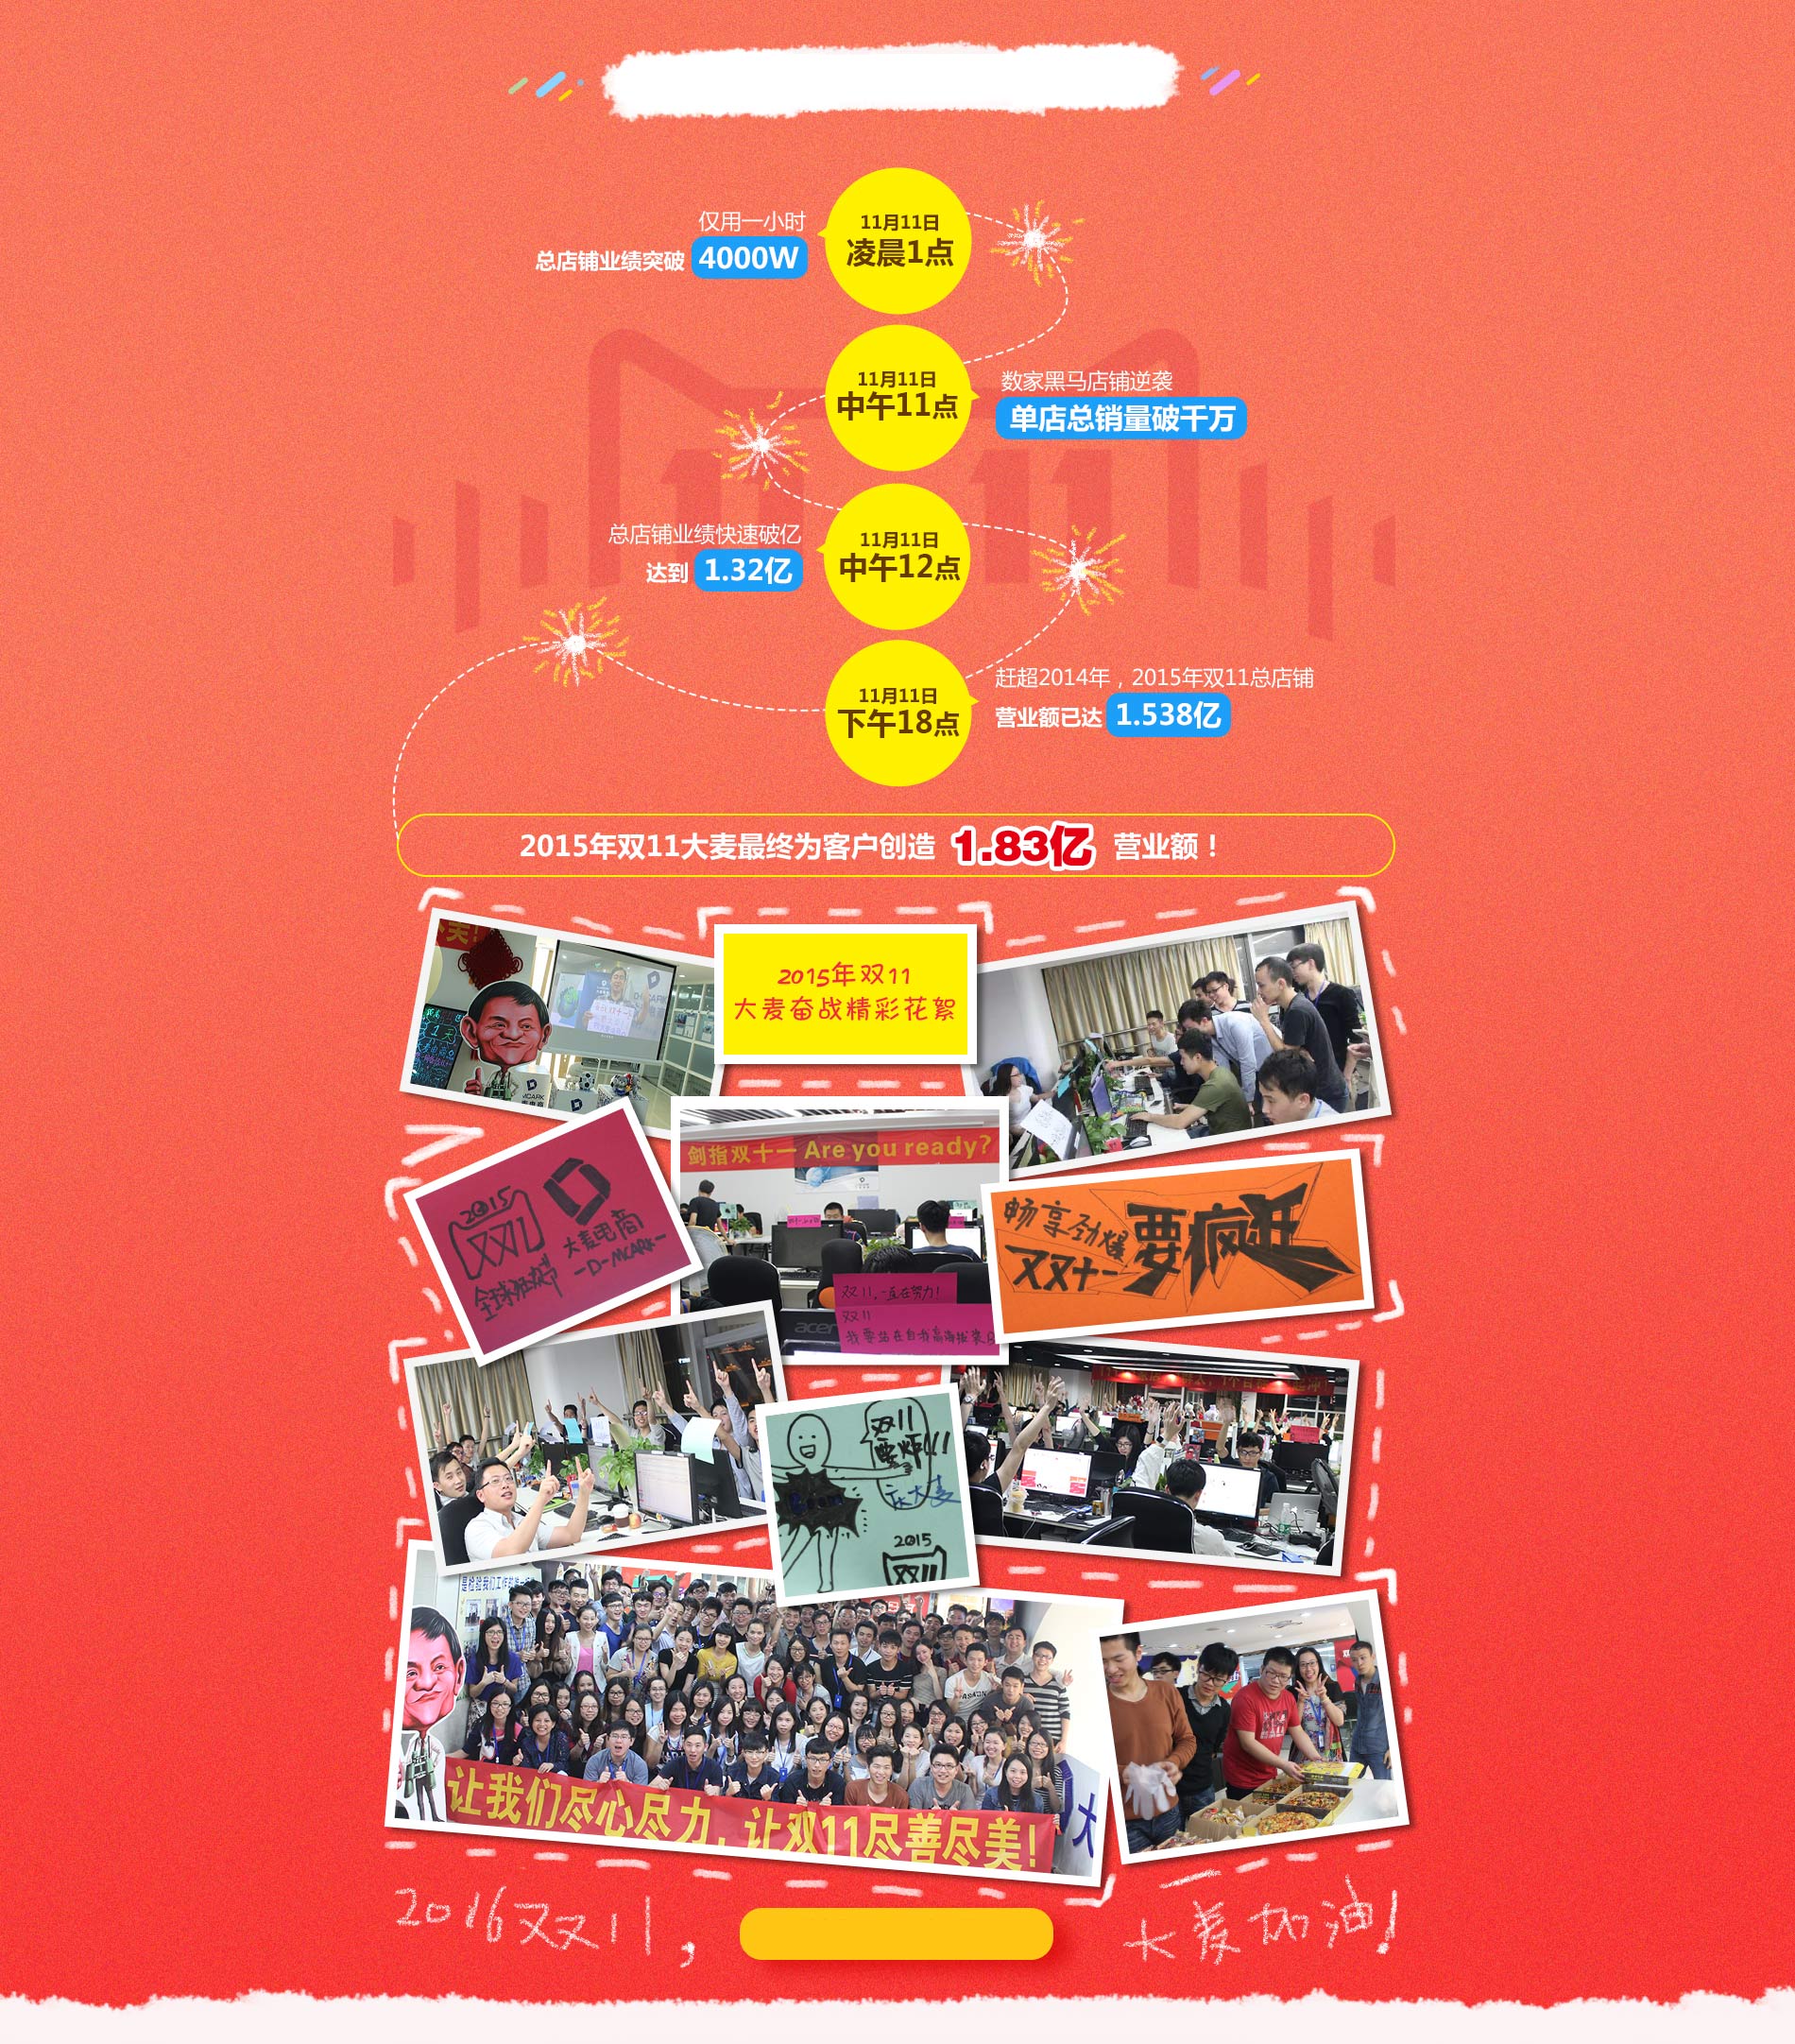 11月11日
凌晨1点
仅用一小时
总店铺业绩突破 4000W
11月11日
中午11点
数家黑马店铺逆袭
单店总销量破千万
11月11日
中午12点
总店铺业绩快速破亿
达到 1.32亿
11月11日
下午18点
赶超2014年，2015年双11总店铺
营业额已达 1.538亿
2015年双11大麦最终为客户创造 1.83亿 营业额！
2015年双11
大麦奋战精彩花絮
剑指双十一 Are you ready?
2015
双11
全球狂欢节
大麦电商
-D-MCARK-
畅享劲爆
双双十一
要疯狂
双11,一直在努力!
双11
acer
双11
要炸!!!
在大麦
2015
双11
是检验我们工作的
让我们尽心尽力，让双11尽善尽美!
大
2016双11，
大麦加油!